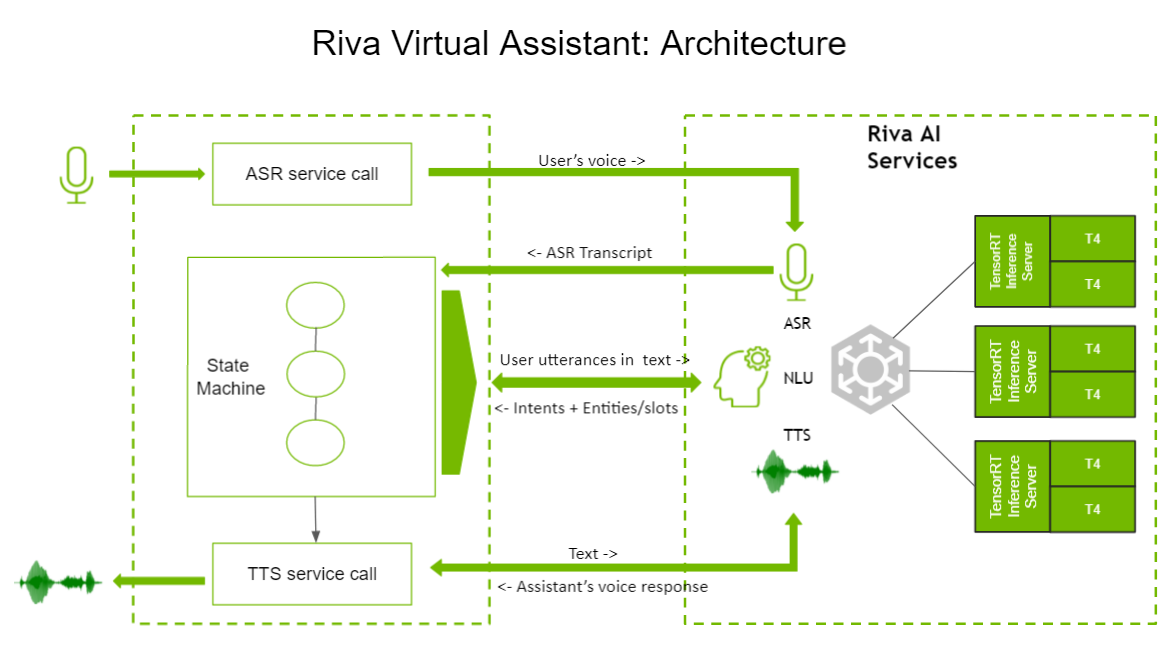 Riva Virtual Assistant: Architecture
Riva AI
Services
ASR service call
User's voice ->
<- ASR Transcript
ASR
State
Machine
User utterances in  text ->
<- Intents + Entities/slots
NLU
TTS
TTS service call
Text ->
<- Assistant's voice response
TensorRT
Inference
Server
T4
T4
TensorRT
Inference
Server
T4
T4
TensorRT
Inference
Server
T4
T4